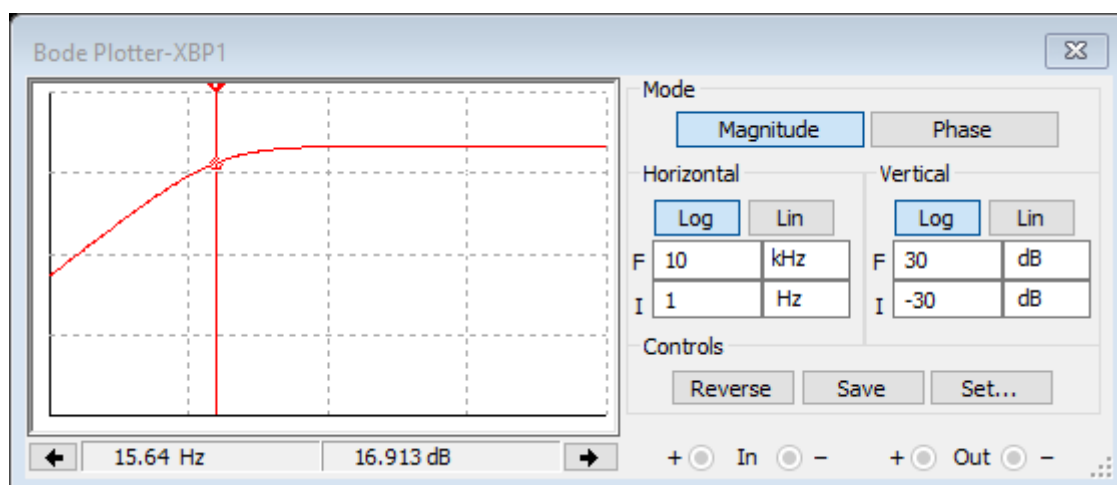 Bode Plotter-XBP1
Mode
Magnitude Phase
Horizontal Vertical
Log Lin Log Lin
F 10 kHz F 30 dB
I 1 Hz I -30 dB
Controls
Reverse Save Set...
15.64 Hz 16.913 dB + In - + Out -